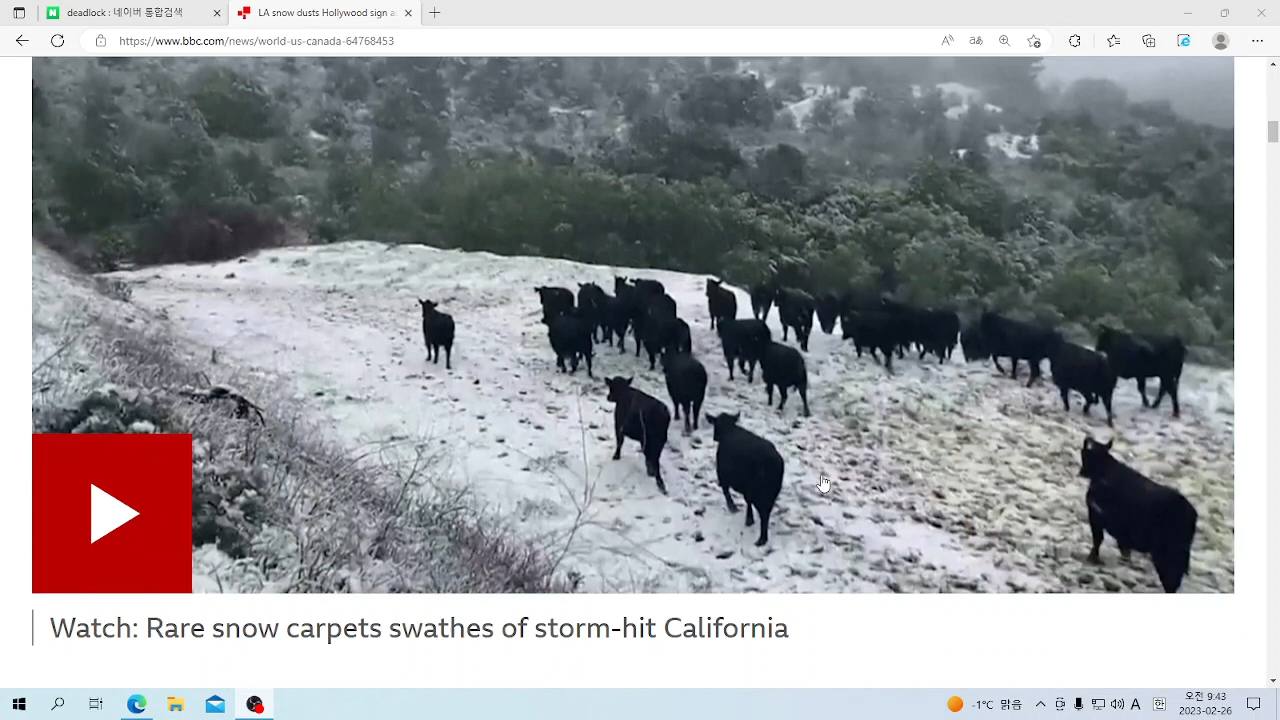 deadlock : 네이버 통합검색
LA snow dusts Hollywood sign a
https://www.bbc.com/news/world-us-canada-64768453
Watch: Rare snow carpets swathes of storm-hit California
-1°C 맑음
A
한
오전 9:43
2023-02-26